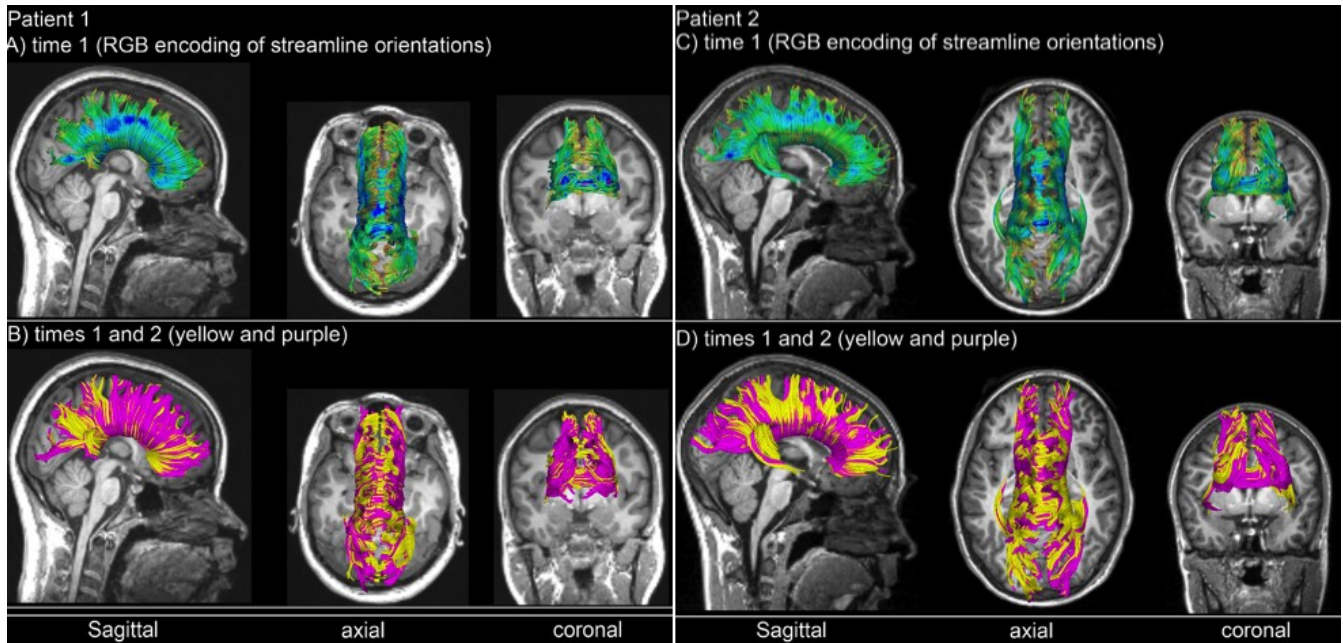 Patient 1
A) time 1 (RGB encoding of streamline orientations)
B) times 1 and 2 (yellow and purple)
Sagittal axial coronal
Patient 2
C) time 1 (RGB encoding of streamline orientations)
D) times 1 and 2 (yellow and purple)
Sagittal axial coronal